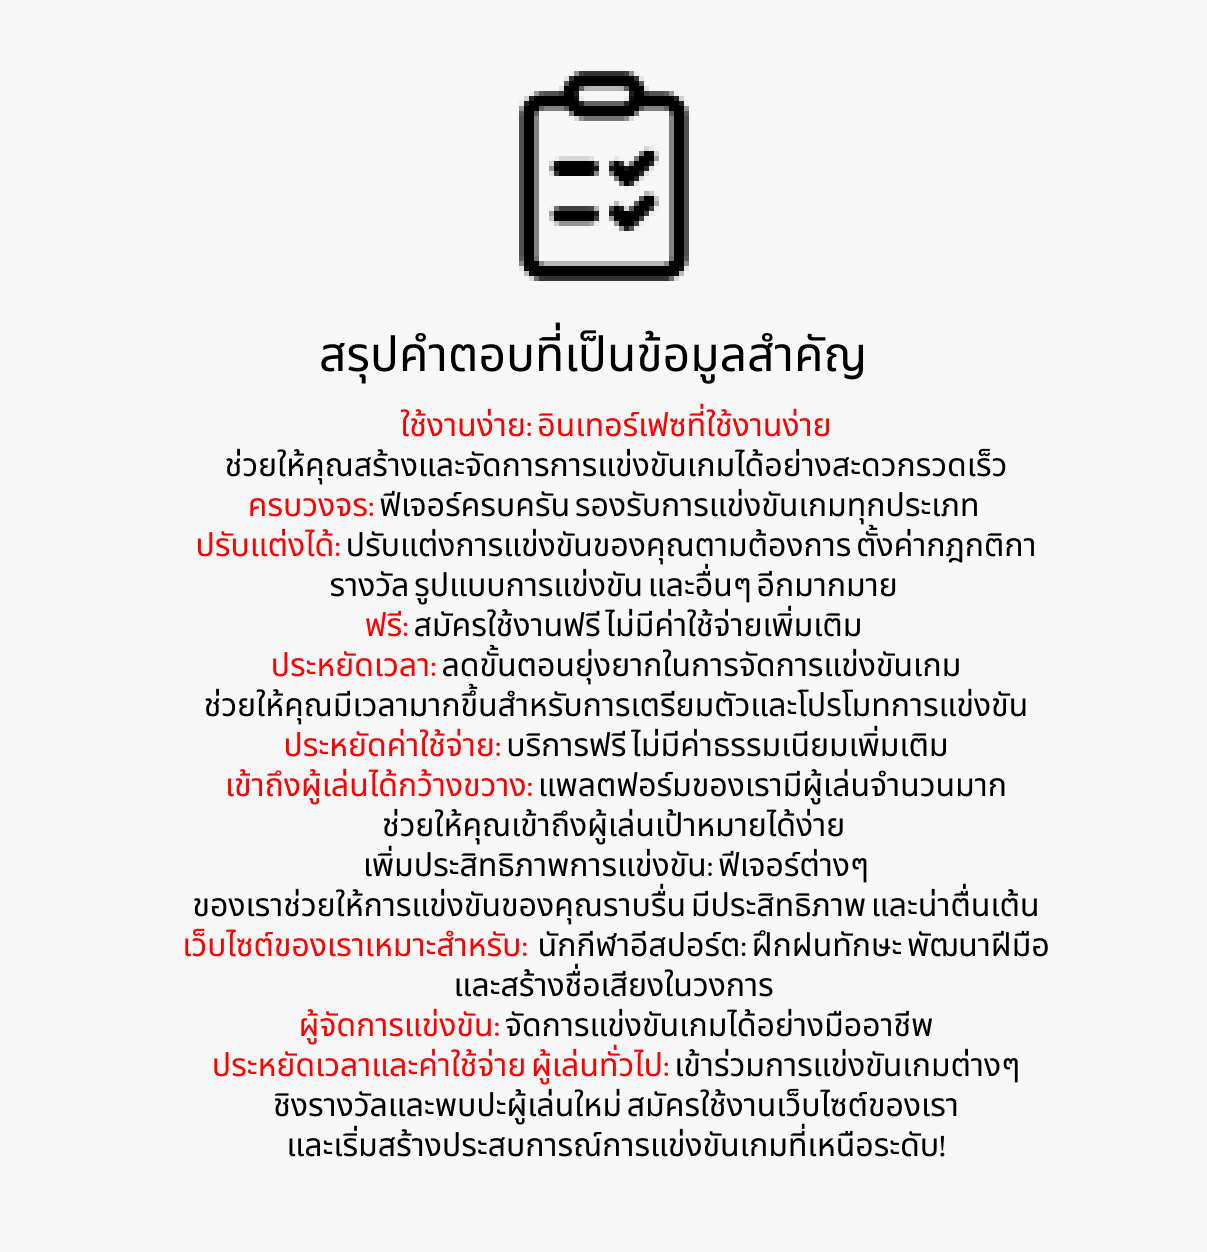 สรุปคำตอบที่เป็นข้อมูลสำคัญ
ใช้งานง่าย: อินเทอร์เฟซที่ใช้งานง่าย
ช่วยให้คุณสร้างและจัดการการแข่งขันเกมได้อย่างสะดวกรวดเร็ว
ครบวงจร: ฟีเจอร์ครบครัน รองรับการแข่งขันเกมทุกประเภท
ปรับแต่งได้: ปรับแต่งการแข่งขันของคุณตามต้องการ ตั้งค่ากฎกติกา
รางวัล รูปแบบการแข่งขัน และอื่นๆ อีกมากมาย
ฟรี: สมัครใช้งานฟรี ไม่มีค่าใช้จ่ายเพิ่มเติม
ประหยัดเวลา: ลดขั้นตอนยุ่งยากในการจัดการแข่งขันเกม
ช่วยให้คุณมีเวลามากขึ้นสำหรับการเตรียมตัวและโปรโมทการแข่งขัน
ประหยัดค่าใช้จ่าย: บริการฟรี ไม่มีค่าธรรมเนียมเพิ่มเติม
เข้าถึงผู้เล่นได้กว้างขวาง: แพลตฟอร์มของเรามีผู้เล่นจำนวนมาก
ช่วยให้คุณเข้าถึงผู้เล่นเป้าหมายได้ง่าย
เพิ่มประสิทธิภาพการแข่งขัน: ฟีเจอร์ต่างๆ
ของเราช่วยให้การแข่งขันของคุณราบรื่น มีประสิทธิภาพ และน่าตื่นเต้น
เว็บไซต์ของเราเหมาะสำหรับ: นักกีฬาอีสปอร์ต: ฝึกฝนทักษะ พัฒนาฝีมือ
และสร้างชื่อเสียงในวงการ
ผู้จัดการแข่งขัน: จัดการแข่งขันเกมได้อย่างมืออาชีพ
ประหยัดเวลาและค่าใช้จ่าย ผู้เล่นทั่วไป: เข้าร่วมการแข่งขันเกมต่างๆ
ชิงรางวัลและพบปะผู้เล่นใหม่ สมัครใช้งานเว็บไซต์ของเรา
และเริ่มสร้างประสบการณ์การแข่งขันเกมที่เหนือระดับ!